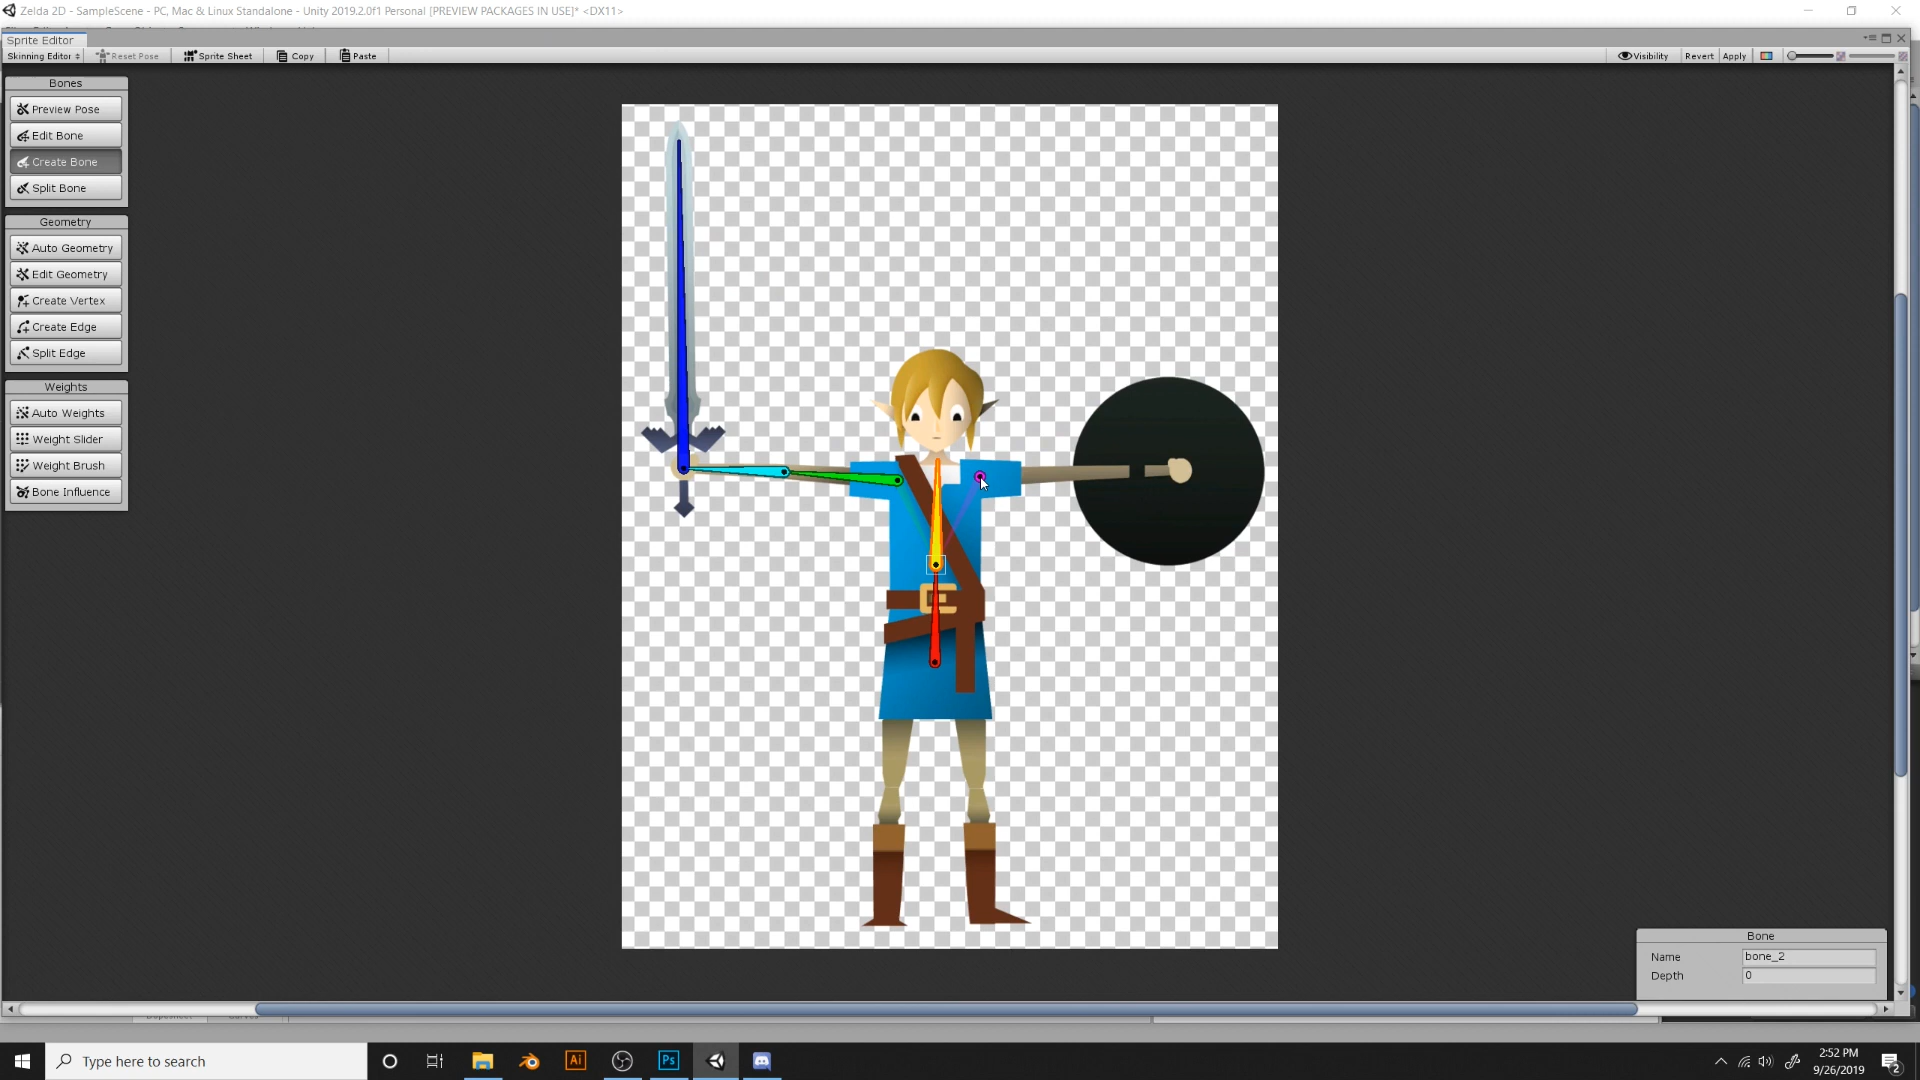 Zelda 2D - SampleScene - PC, Mac & Linux Standalone - Unity 2019.2.0f1 Personal [PREVIEW PACKAGES IN USE]* <DX11>
Sprite Editor
Skinning Editor Reset Pose Sprite Sheet Copy Paste Visibility Revert Apply
Bones
Preview Pose
Edit Bone
Create Bone
Split Bone
Geometry
Auto Geometry
Edit Geometry
Create Vertex
Create Edge
Split Edge
Weights
Auto Weights
Weight Slider
Weight Brush
Bone Influence
Bone
Name bone_2
Depth 0
Type here to search
Ai
Ps
2:52 PM
9/26/2019
2